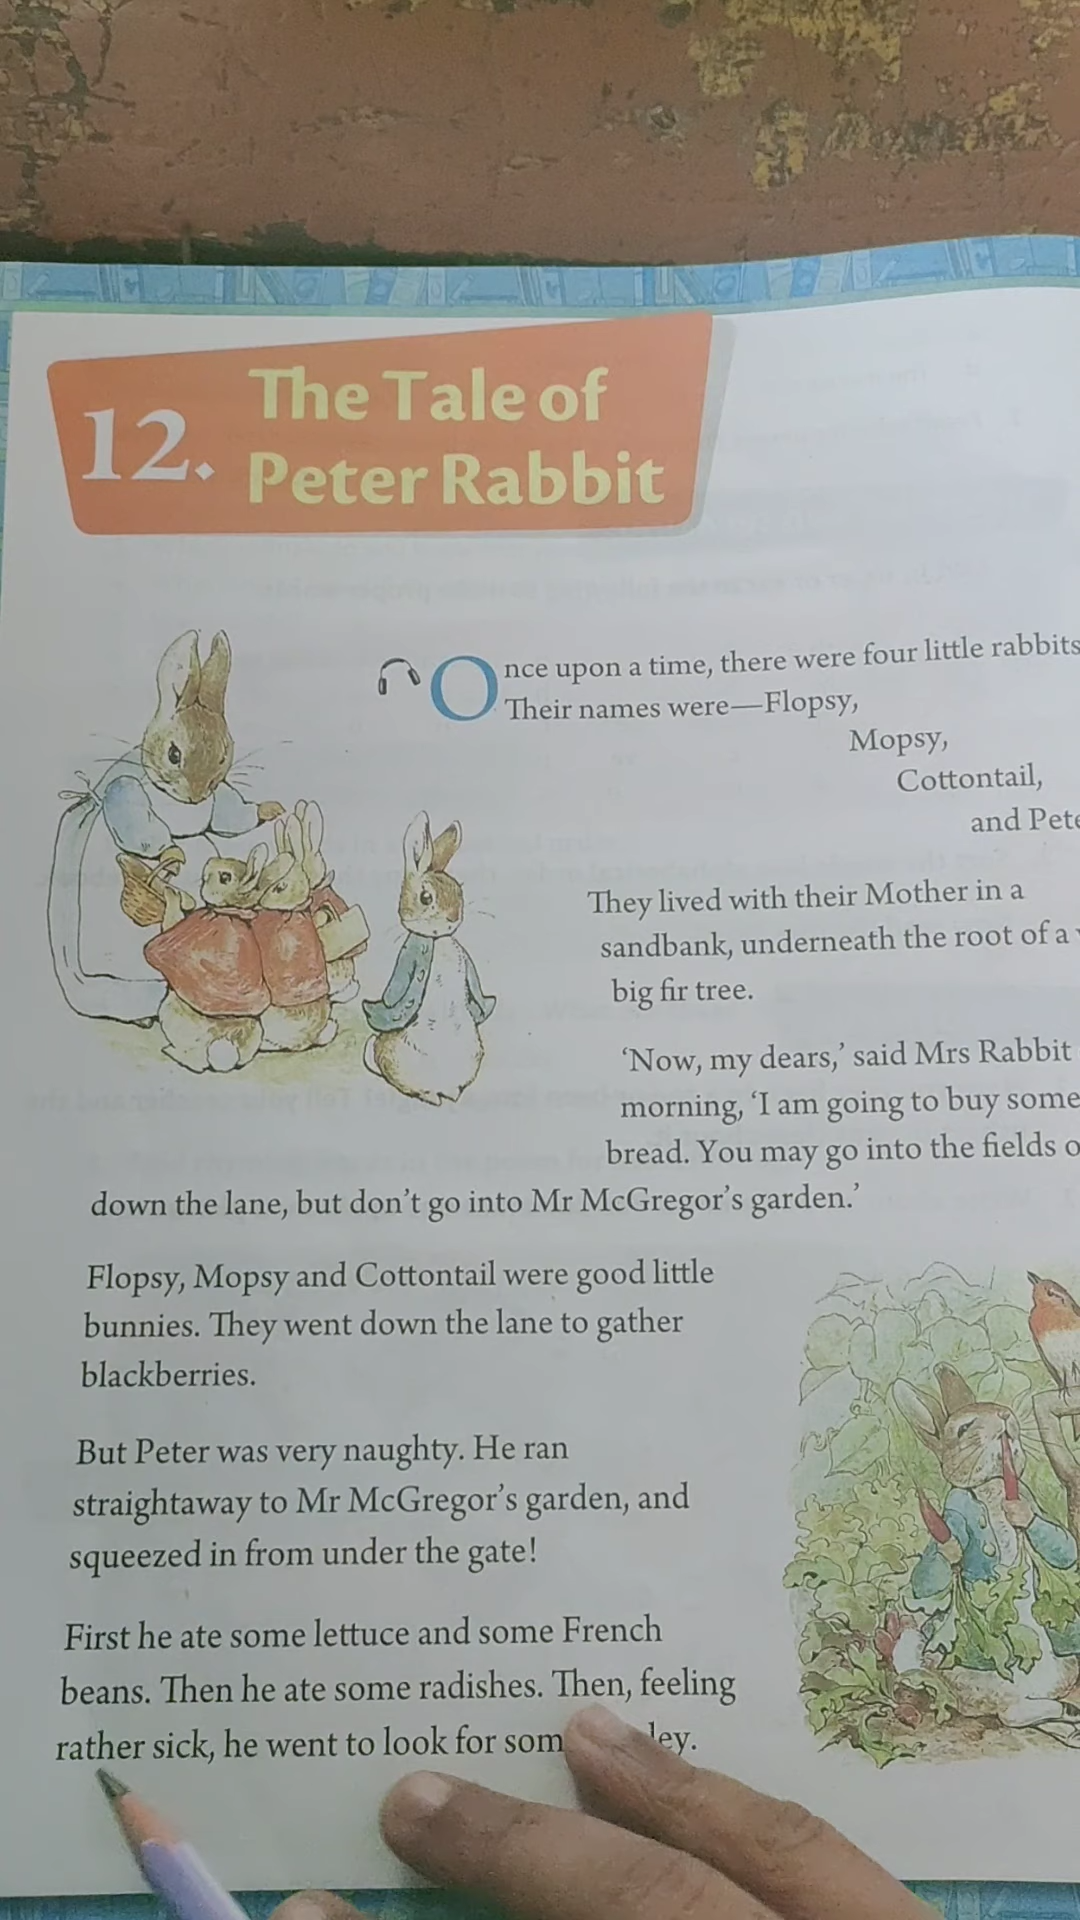 12.
The Tale of
Peter Rabbit
Once upon a time, there were four little rabbits
Their names were—Flopsy,
Mopsy,
Cottontail,
and
They lived with their Mother in a
sandbank, underneath the root of a
big fir tree.
‘Now, my dears,’ said Mrs Rabbit
morning, ‘I am going to buy some
bread. You may go into the fields
down the lane, but don’t go into Mr McGregor’s garden.’
Flopsy, Mopsy and Cottontail were good little
bunnies. They went down the lane to gather
blackberries.
But Peter was very naughty. He ran
straightaway to Mr McGregor’s garden, and
squeezed in from under the gate!
First he ate some lettuce and some French
beans. Then he ate some radishes. Then, feeling
rather sick, he went to look for